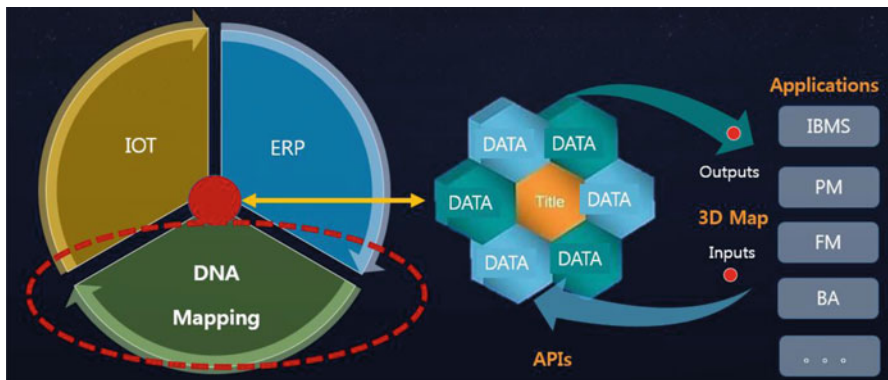 IOT
ERP
DNA
Mapping
DATA
DATA
DATA
Title
DATA
DATA
DATA
APIs
Outputs
3D Map
Inputs
Applications
IBMS
PM
FM
BA
。。。